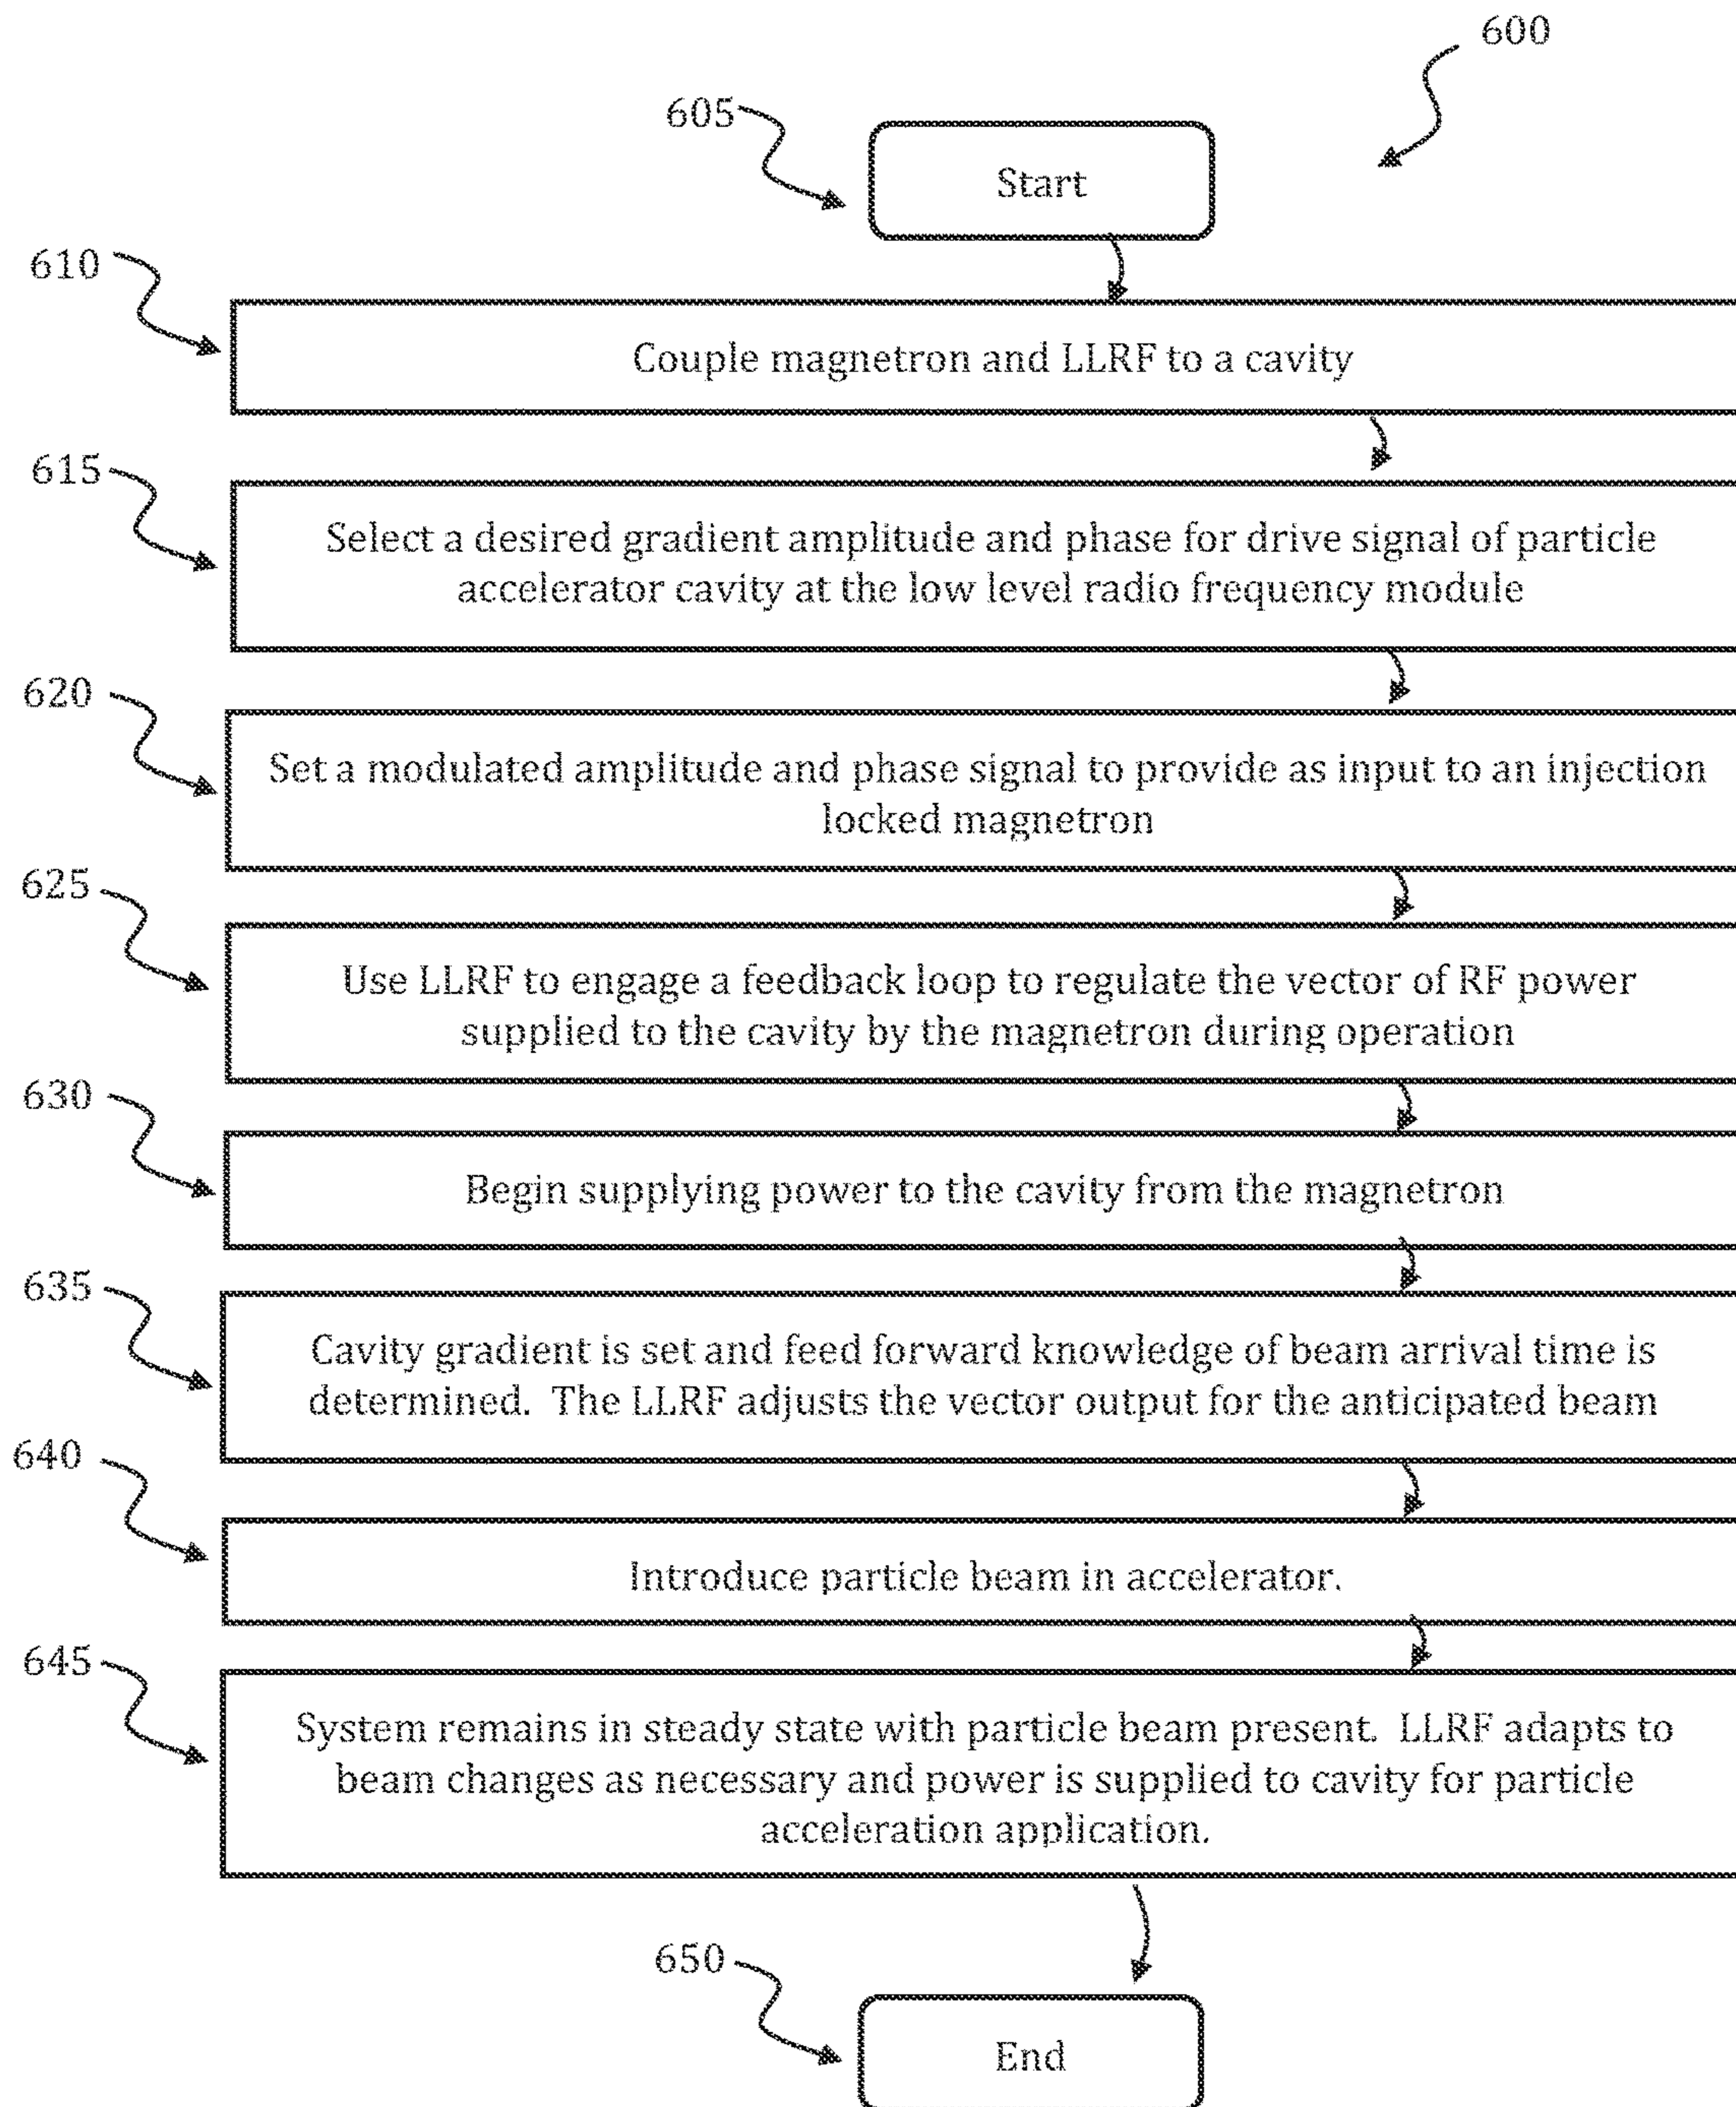 600
605
Start
610
Couple magnetron and LLRF to a cavity
615
Select a desired gradient amplitude and phase for drive signal of particle
accelerator cavity at the low level radio frequency module
620
Set a modulated amplitude and phase signal to provide as input to an injection
locked magnetron
625
Use LLRF to engage a feedback loop to regulate the vector of RF power
supplied to the cavity by the magnetron during operation
630
Begin supplying power to the cavity from the magnetron
635
Cavity gradient is set and feed forward knowledge of beam arrival time is
determined. The LLRF adjusts the vector output for the anticipated beam
640
Introduce particle beam in accelerator.
645
System remains in steady state with particle beam present. LLRF adapts to
beam changes as necessary and power is supplied to cavity for particle
acceleration application.
650
End